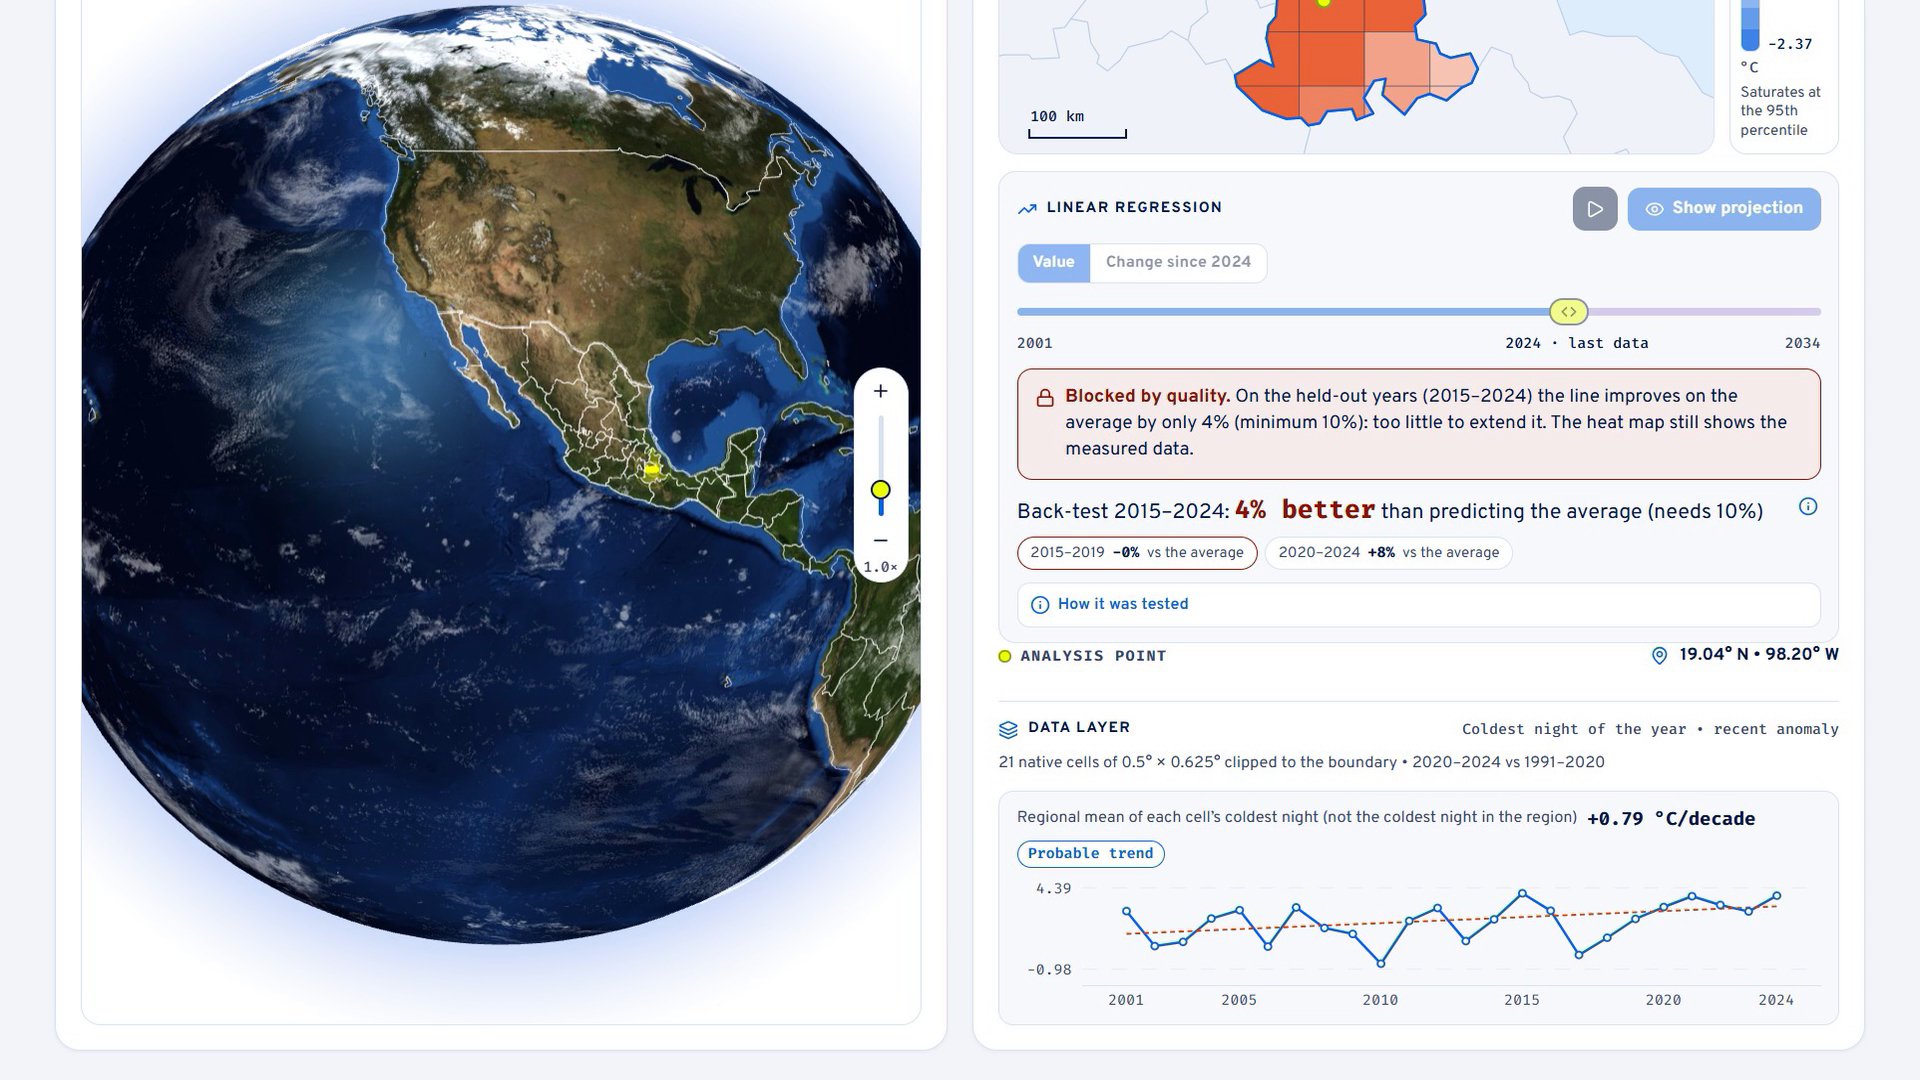 +
−
1.0×
100 km
−2.37
°C
Saturates at
the 95th
percentile
LINEAR REGRESSION
Show projection
Value
Change since 2024
2001
2024 · last data
2034
Blocked by quality. On the held-out years (2015–2024) the line improves on the
average by only 4% (minimum 10%): too little to extend it. The heat map still shows the
measured data.
Back-test 2015–2024: 4% better than predicting the average (needs 10%)
2015–2019 −0% vs the average
2020–2024 +8% vs the average
How it was tested
ANALYSIS POINT
19.04° N • 98.20° W
DATA LAYER
Coldest night of the year • recent anomaly
21 native cells of 0.5° × 0.625° clipped to the boundary • 2020–2024 vs 1991–2020
Regional mean of each cell’s coldest night (not the coldest night in the region) +0.79 °C/decade
Probable trend
4.39
−0.98
2001
2005
2010
2015
2020
2024